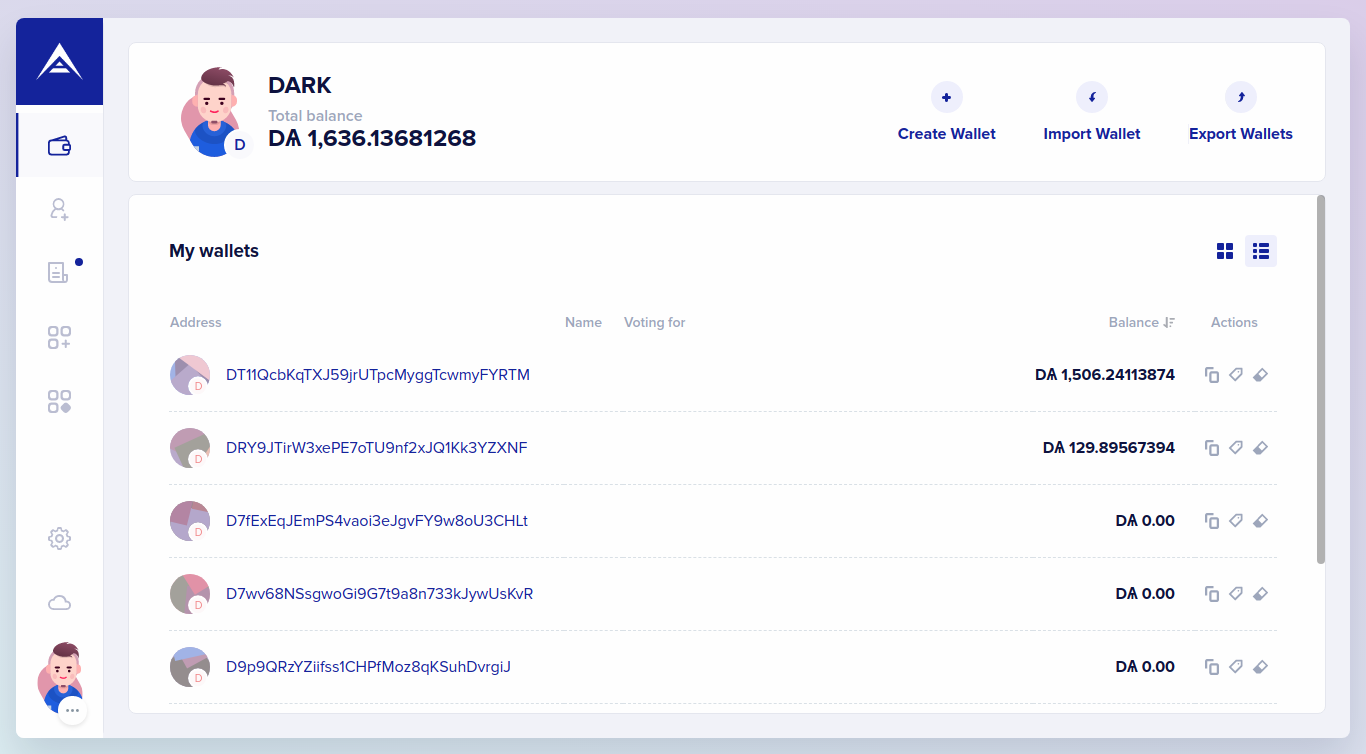 DARK
Total balance
D
DѦ 1,636.13681268
Create Wallet
Import Wallet
Export Wallets
My wallets
Address Name Voting for Balance Actions
D
DT11QcbKqTXJ59jrUTpcMyggTcwmyFYRTM DѦ 1,506.24113874
D
DRY9JTirW3xePE7oTU9nf2xJQ1Kk3YZXNF DѦ 129.89567394
D
D7fExEqJEmPS4vaoi3eJgvFY9w8oU3CHLt DѦ 0.00
D
D7wv68NSsgwoGi9G7t9a8n733kJywUsKvR DѦ 0.00
D
D9p9QRzYZiifss1CHPfMoz8qKSuhDvrgiJ DѦ 0.00
D